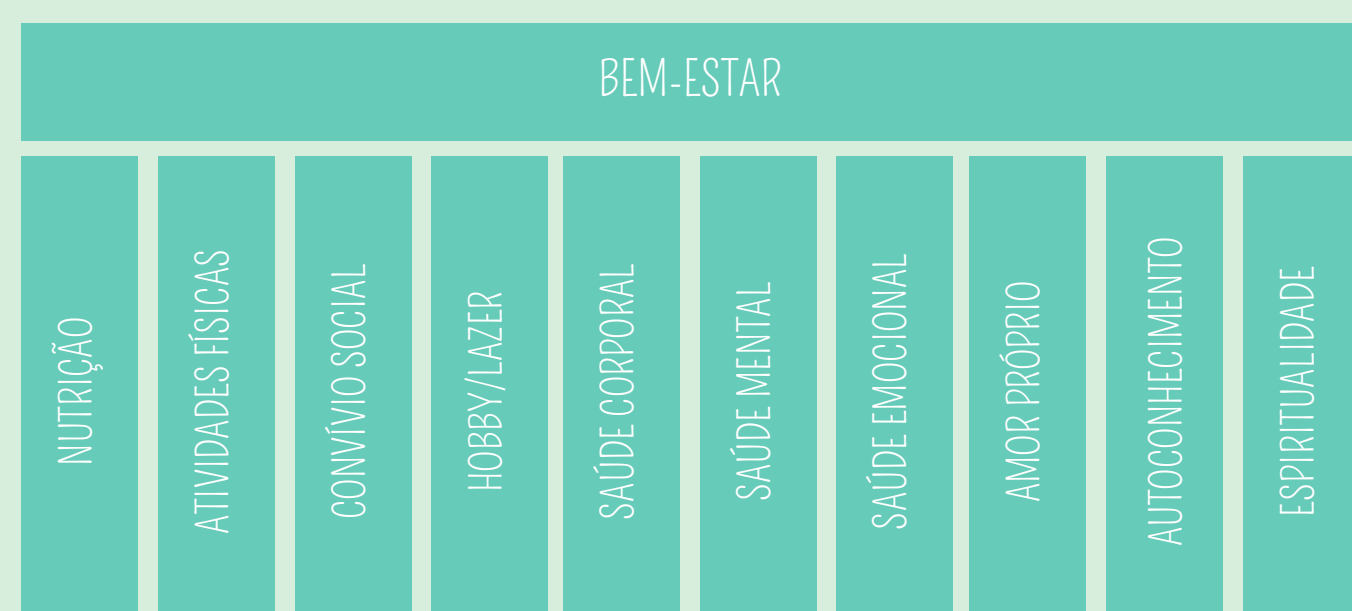 BEM-ESTAR
NUTRIÇÃO
ATIVIDADES FÍSICAS
CONVÍVIO SOCIAL
HOBBY/LAZER
SAÚDE CORPORAL
SAÚDE MENTAL
SAÚDE EMOCIONAL
AMOR PRÓPRIO
AUTOCONHECIMENTO
ESPIRITUALIDADE